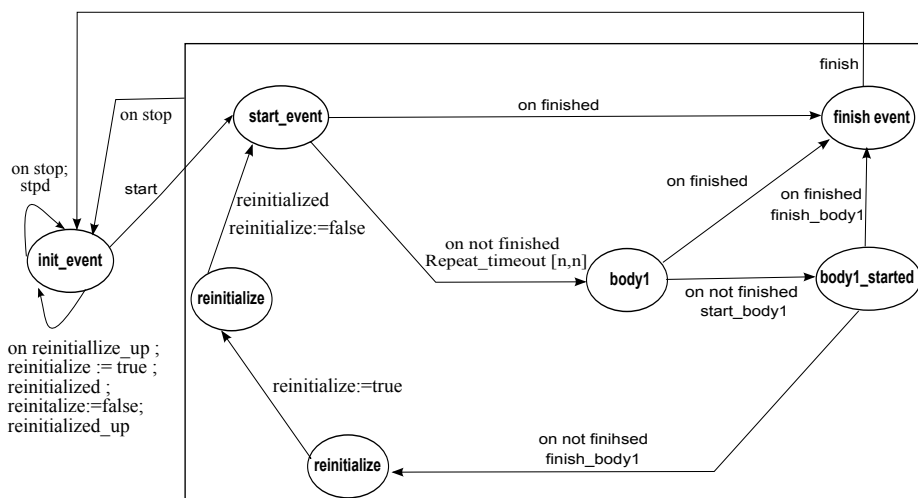 finish
on stop
start_event
on finished
finish event
on stop;
stpd
start
reinitialized
reinitialize:=false
on finished
on finished
finish_body1
init_event
on not finished
Repeat_timeout [n,n]
reinitialize
body1
body1_started
on not finished
start_body1
on reinitiallize_up ;
reinitialize := true ;
reinitialized ;
reinitalize:=false;
reinitialized_up
reinitialize:=true
on not finihsed
finish_body1
reinitialize